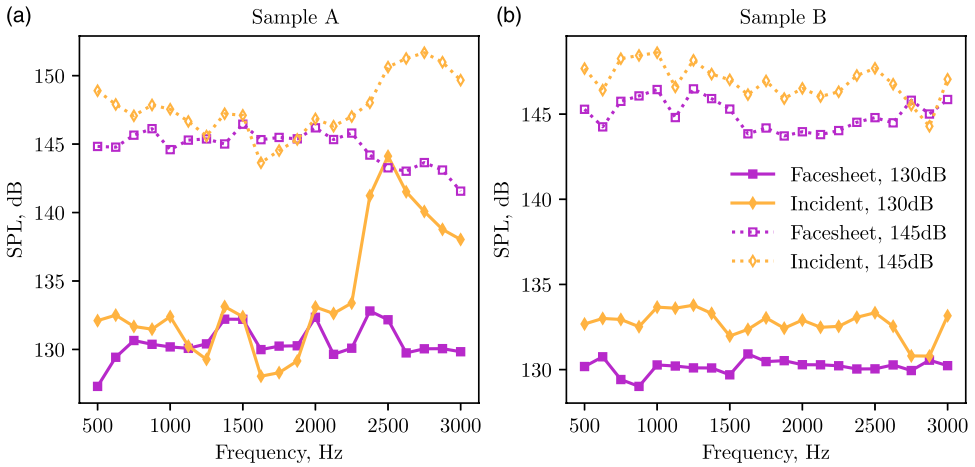 (a)
Sample A
SPL, dB
150
145
140
135
130
500
1000
1500
2000
2500
3000
Frequency, Hz
(b)
Sample B
SPL, dB
145
140
135
130
Facesheet, 130dB
Incident, 130dB
Facesheet, 145dB
Incident, 145dB
500
1000
1500
2000
2500
3000
Frequency, Hz